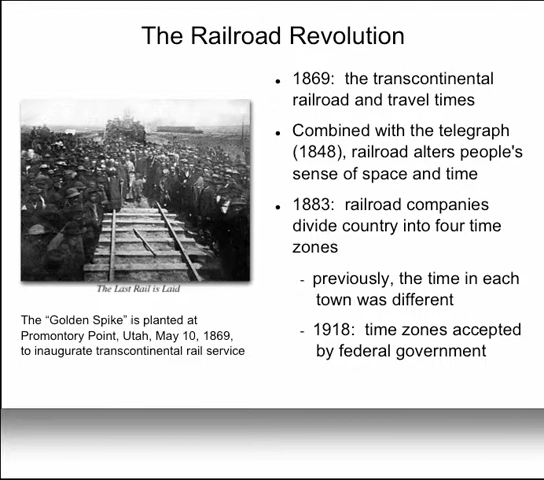 The Railroad Revolution
• 1869:  the transcontinental
railroad and travel times
• Combined with the telegraph
(1848), railroad alters people's
sense of space and time
• 1883:  railroad companies
divide country into four time
zones
- previously, the time in each
town was different
- 1918:  time zones accepted
by federal government
The Last Rail is Laid
The “Golden Spike” is planted at
Promontory Point, Utah, May 10, 1869,
to inaugurate transcontinental rail service